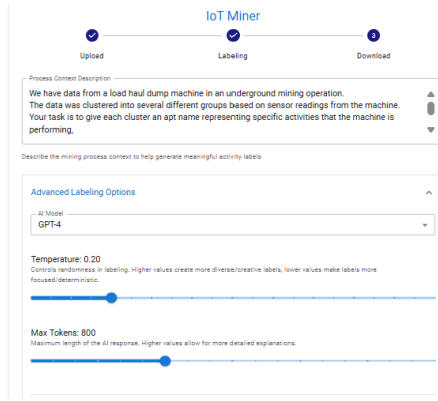 IoT Miner
Upload
Labeling
3
Download
Process Context Description
We have data from a load haul dump machine in an underground mining operation.
The data was clustered into several different groups based on sensor readings from the machine.
Your task is to give each cluster an apt name representing specific activities that the machine is
performing,
Describe the mining process context to help generate meaningful activity labels
Advanced Labeling Options
AI Model
GPT-4
Temperature: 0.20
Controls randomness in labeling. Higher values create more diverse/creative labels, lower values make labels more
focused/deterministic.
Max Tokens: 800
Maximum length of the AI response. Higher values allow for more detailed explanations.